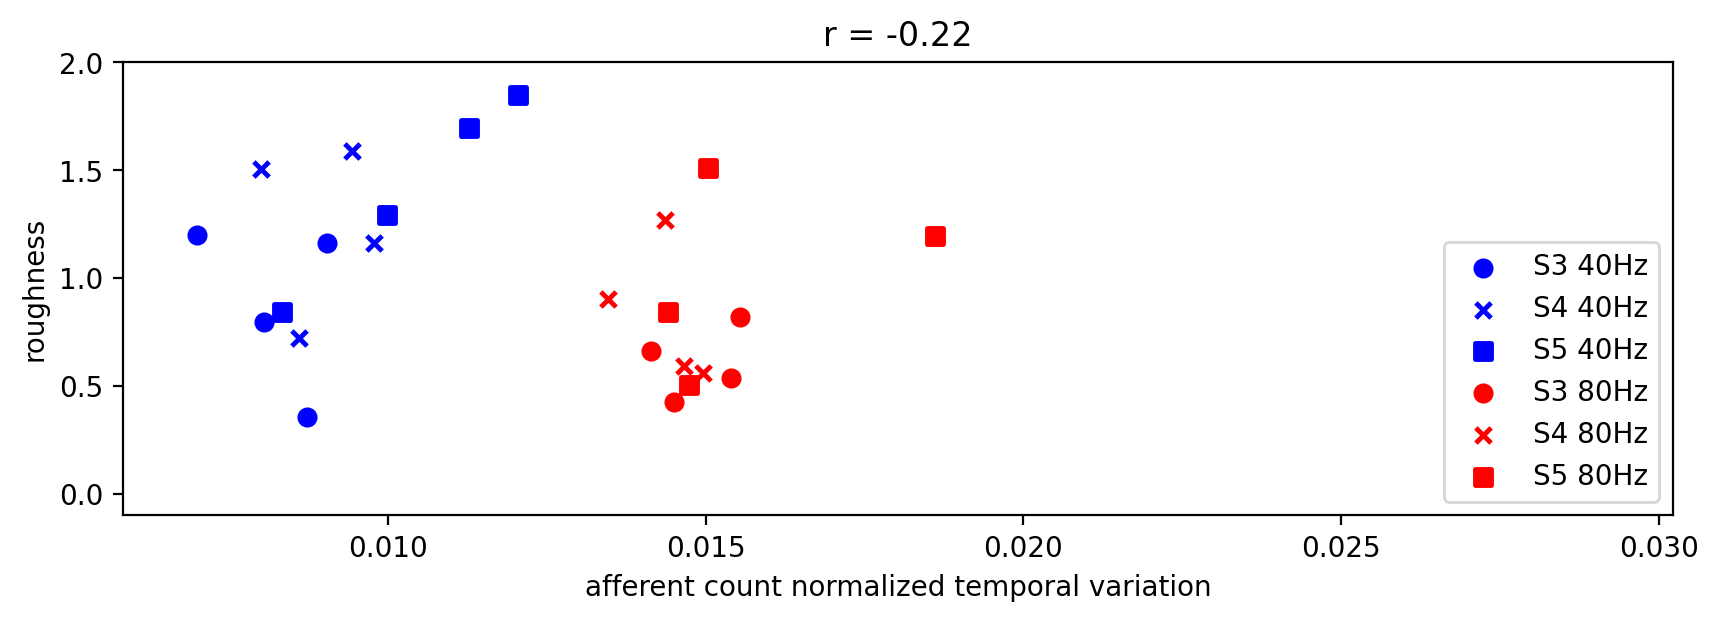 r = -0.22
2.0
1.5
1.0
0.5
0.0
roughness
S3 40Hz
S4 40Hz
S5 40Hz
S3 80Hz
S4 80Hz
S5 80Hz
0.010 0.015 0.020 0.025 0.030
afferent count normalized temporal variation